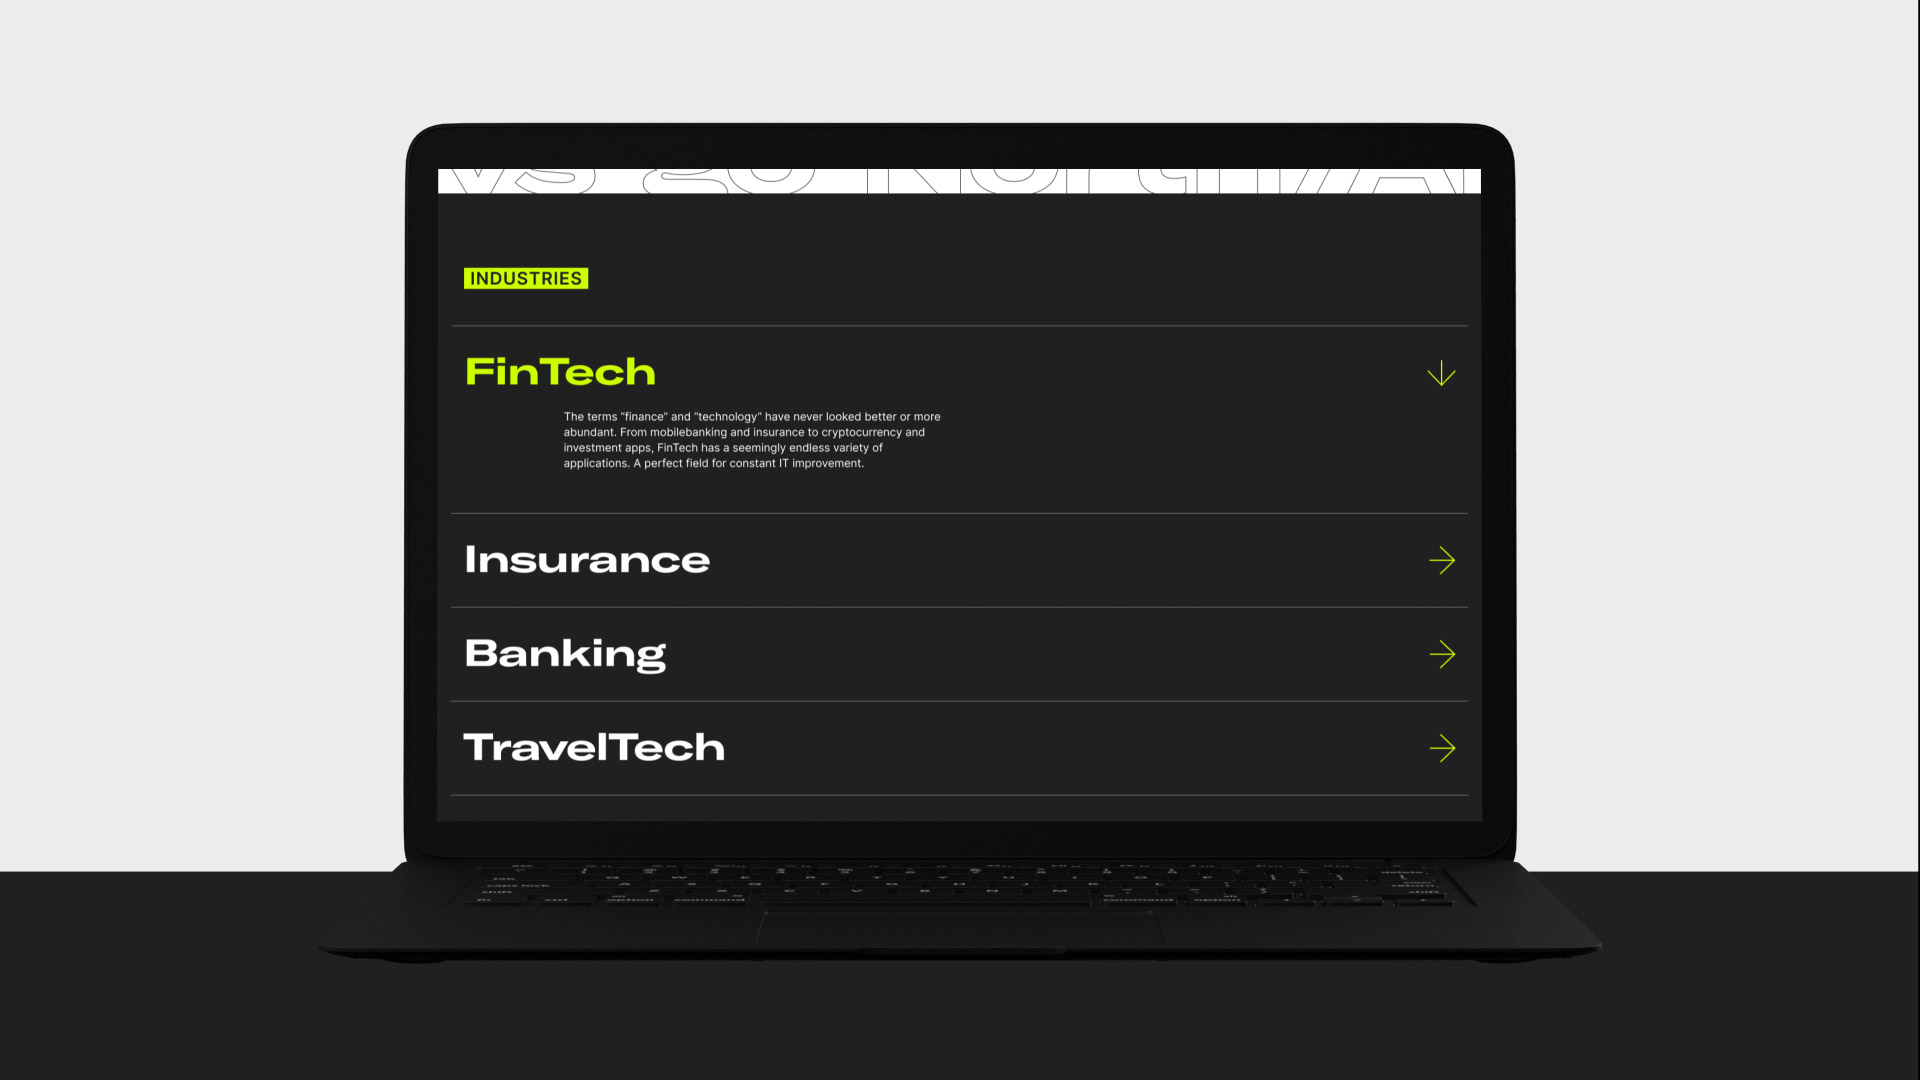 INDUSTRIES
FinTech
The terms “finance” and “technology” have never looked better or more
abundant. From mobilebanking and insurance to cryptocurrency and
investment apps, FinTech has a seemingly endless variety of
applications. A perfect field for constant IT improvement.
Insurance
Banking
TravelTech